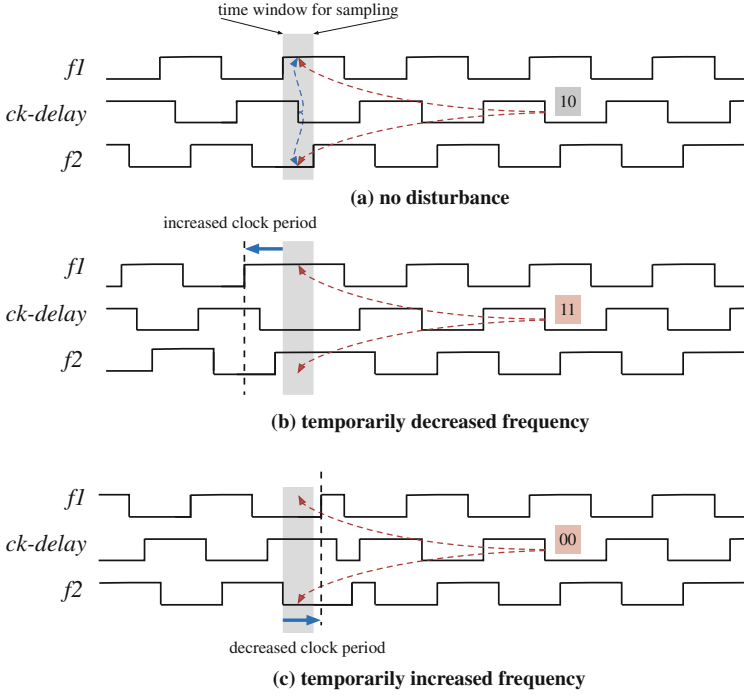 time window for sampling
f1
ck-delay
10
f2
(a) no disturbance
increased clock period
f1
ck-delay
11
f2
(b) temporarily decreased frequency
f1
ck-delay
00
f2
decreased clock period
(c) temporarily increased frequency